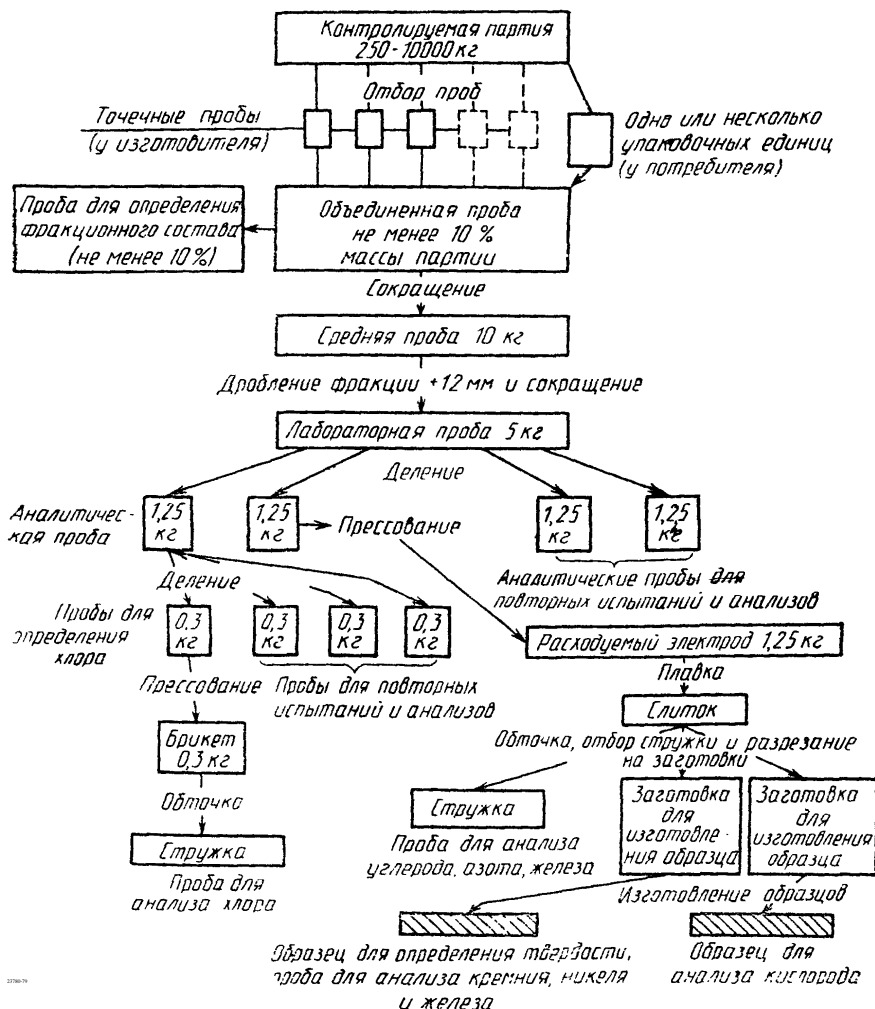 Контролируемая партия
250-10000 кг
Отбор проб
Точечные пробы
(у изготовителя)
Одна или несколько
упаковочных единиц
(у потребителя)
Проба для определения
фракционного состава
(не менее 10 %)
Объединенная проба
не менее 10 %
массы партии
Сокращение
Средняя проба 10 кг
Дробление фракции +12 мм и сокращение
Лабораторная проба 5 кг
Деление
Аналитичес-
кая проба
1,25
кг
1,25
кг
Прессование
1,25
кг
1,25
кг
Аналитические пробы для
повторных испытаний и анализов
Деление
Пробы для
определения
хлора
0,3
кг
0,3
кг
0,3
кг
0,3
кг
Расходуемый электрод 1,25 кг
Прессование
Пробы для повторных
испытаний и анализов
Плавка
Слиток
Брикет
0,3 кг
Обточка, отбор стружки и разрезание
на заготовки
Обточка
Стружка
Заготовка
для
изготовле-
ния образца
Заготовка
для
изготовления
образца
Стружка
Проба для анализа
углерода, азота, железа
Проба для
анализа хлора
Изготовление образцов
Образец для определения твёрдости,
проба для анализа кремния, никеля
и железа
Образец для
анализа кислорода
23780-79